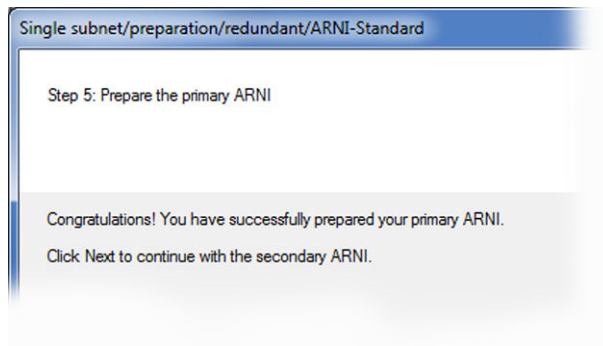 Single subnet/preparation/redundant/ARNI-Standard
Step 5: Prepare the primary ARNI
Congratulations! You have successfully prepared your primary ARNI.
Click Next to continue with the secondary ARNI.